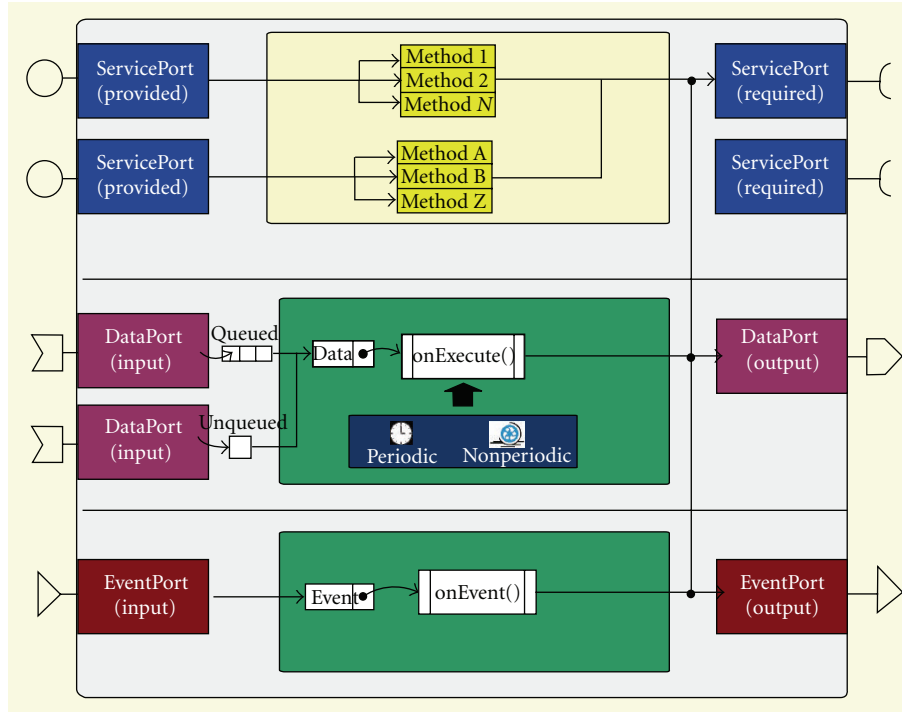 ServicePort
(provided)
Method 1
Method 2
Method N
ServicePort
(required)
ServicePort
(provided)
Method A
Method B
Method Z
ServicePort
(required)
DataPort
(input)
Queued
Data
onExecute()
DataPort
(output)
DataPort
(input)
Unqueued
Periodic
Nonperiodic
EventPort
(input)
Event
onEvent()
EventPort
(output)